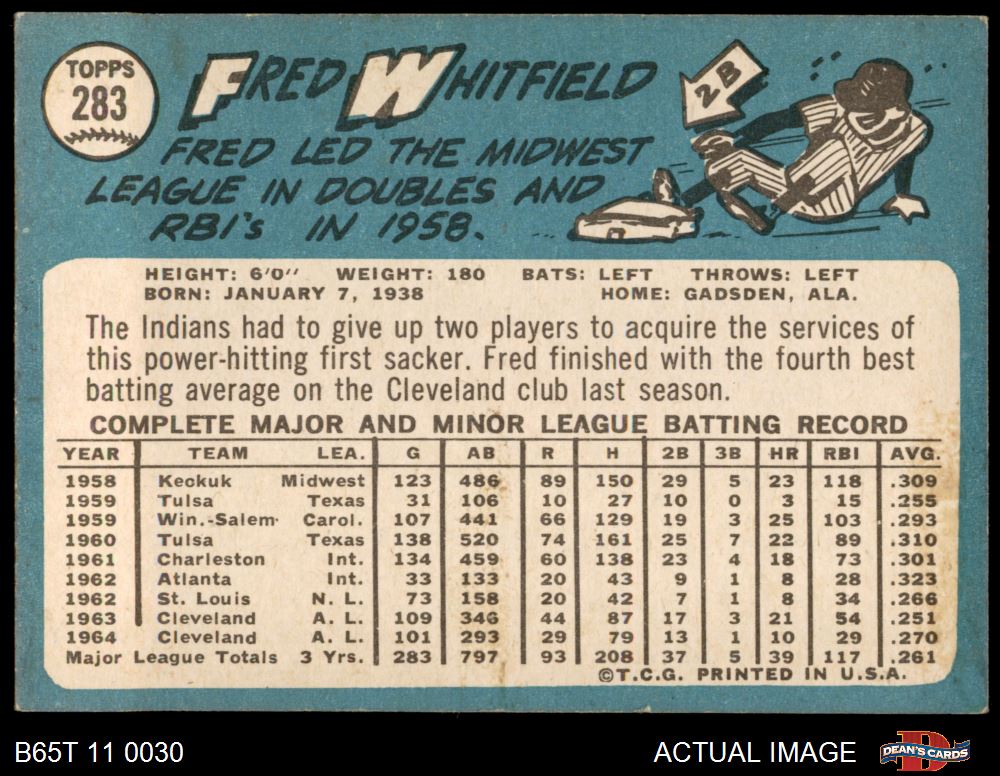 TOPPS
283
FRED WHITFIELD
2B
FRED LED THE MIDWEST
LEAGUE IN DOUBLES AND
RBI's IN 1958.
HEIGHT: 6'0" WEIGHT: 180 BATS: LEFT THROWS: LEFT
BORN: JANUARY 7, 1938 HOME: GADSDEN, ALA.
The Indians had to give up two players to acquire the services of
this power-hitting first sacker. Fred finished with the fourth best
batting average on the Cleveland club last season.
COMPLETE MAJOR AND MINOR LEAGUE BATTING RECORD
YEAR TEAM LEA. G AB R H 2B 3B HR RBI AVG.
1958 Keokuk Midwest 123 486 89 150 29 5 23 118 .309
1959 Tulsa Texas 31 106 10 27 10 0 3 15 .255
1959 Win.-Salem Carol. 107 441 66 129 19 3 25 103 .293
1960 Tulsa Texas 138 520 74 161 25 7 22 89 .310
1961 Charleston Int. 134 459 60 138 23 4 18 73 .301
1962 Atlanta Int. 33 133 20 43 9 1 8 28 .323
1962 St. Louis N. L. 73 158 20 42 7 1 8 34 .266
1963 Cleveland A. L. 109 346 44 87 17 3 21 54 .251
1964 Cleveland A. L. 101 293 29 79 13 1 10 29 .270
Major League Totals 3 Yrs. 283 797 93 208 37 5 39 117 .261
©T.C.G. PRINTED IN U.S.A.
B65T 11 0030 ACTUAL IMAGE D DEAN'S CARDS